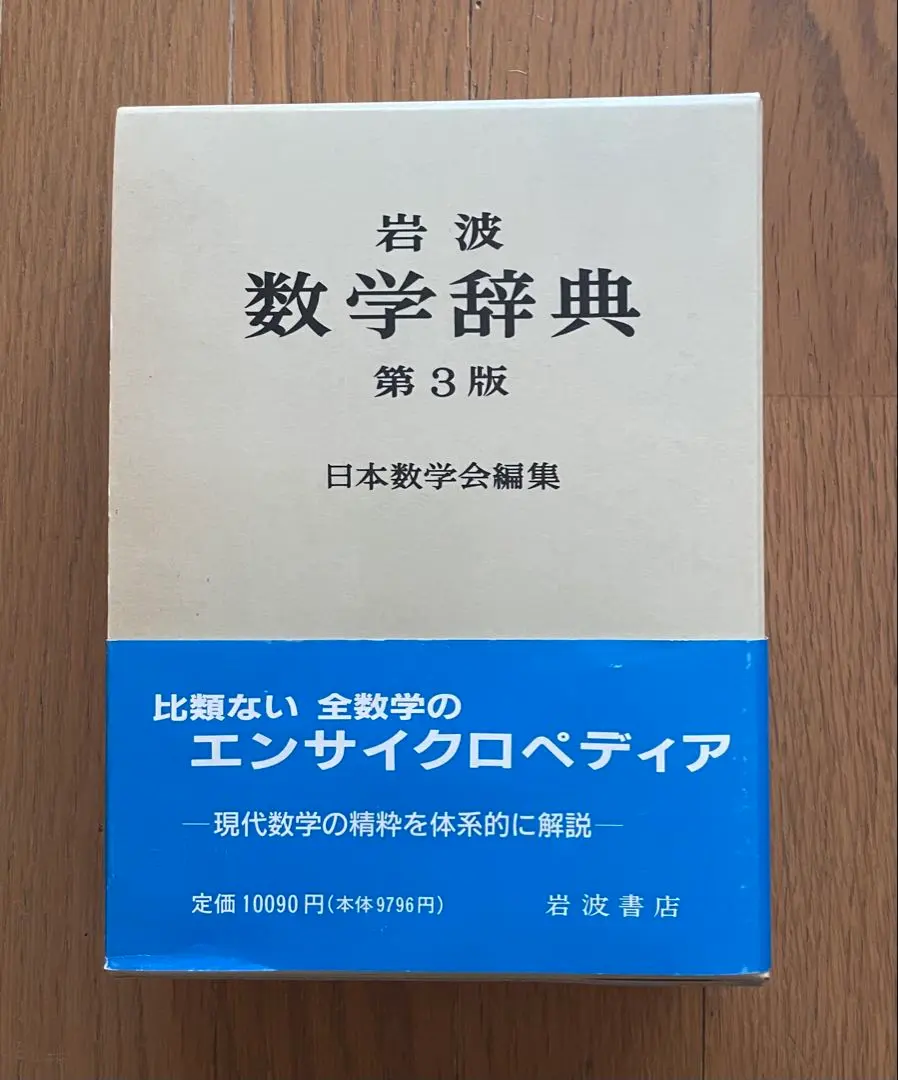 岩波
数学辞典
第3版
日本数学会編集
比類ない 全数学の
エンサイクロペディア
―現代数学の精粋を体系的に解説―
定価10090円(本体9796円)
岩波書店